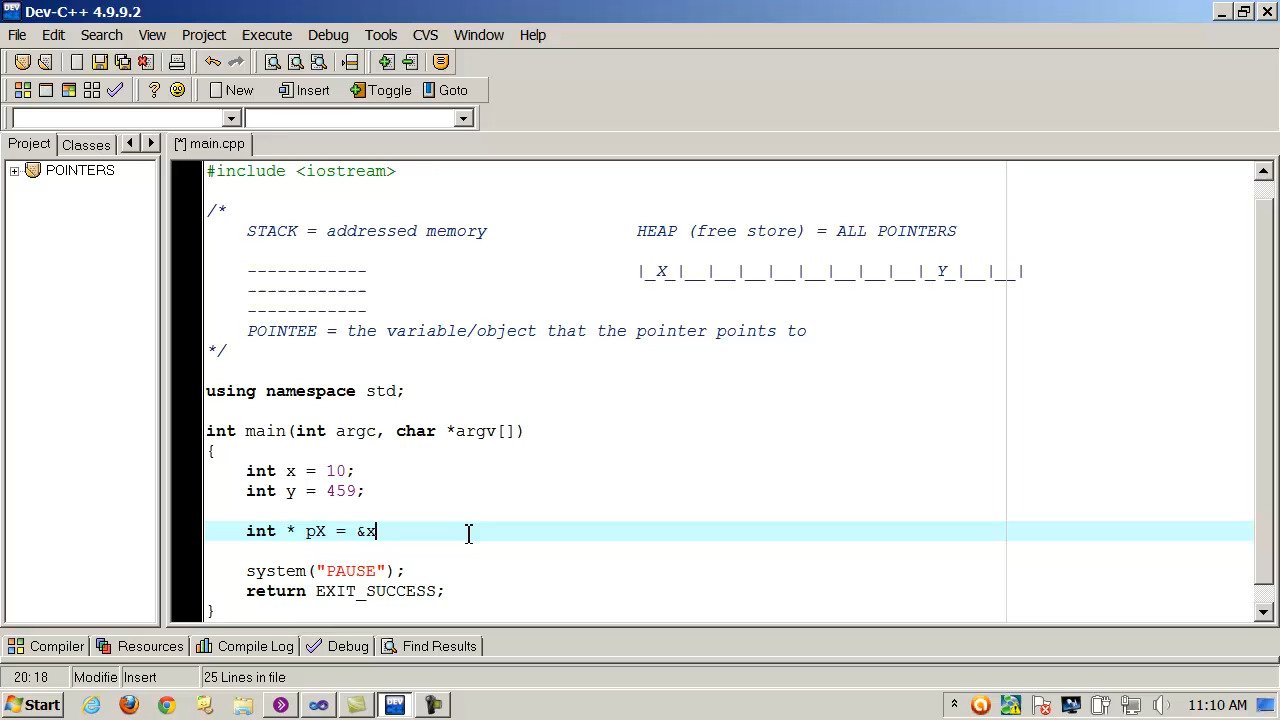 Dev-C++ 4.9.9.2
File Edit Search View Project Execute Debug Tools CVS Window Help
New Insert Toggle Goto
Project Classes [*] main.cpp
POINTERS
#include <iostream>
/*
STACK = addressed memory HEAP (free store) = ALL POINTERS
------------ |_X_|__|__|__|__|__|__|__|__|_Y_|__|__|
------------
------------
POINTEE = the variable/object that the pointer points to
*/
using namespace std;
int main(int argc, char *argv[])
{
int x = 10;
int y = 459;
int * pX = &x
system("PAUSE");
return EXIT_SUCCESS;
}
Compiler Resources Compile Log Debug Find Results
20: 18 Modifie Insert 25 Lines in file
Start 11:10 AM